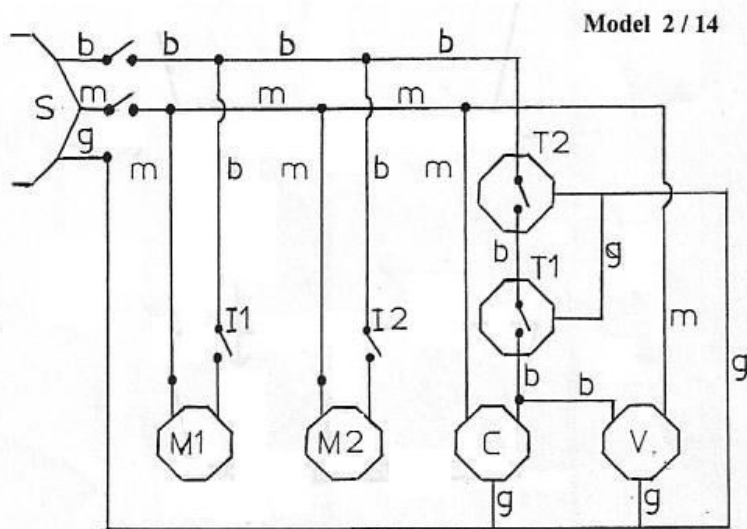 Model 2 / 14
b b b b
S m m m m
g
m b m b m
T2
b T1 g
I1 I2 m
g
b b
M1 M2 C V
g g